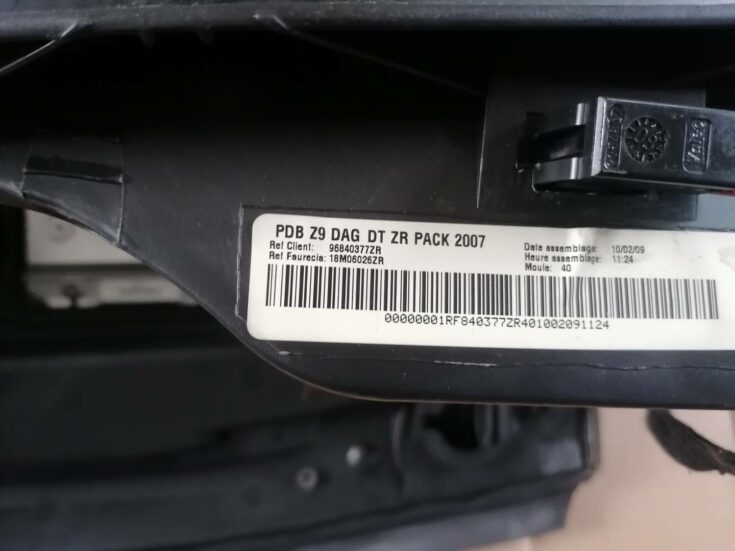 Valeo
PDB Z9 DAG DT ZR PACK 2007
Ref Client: 96840377ZR
Ref Faurecia: 18M06026ZR
Date assemblage: 10/02/09
Heure assemblage: 11:24
Moule: 40
00000001RF840377ZR401002091124